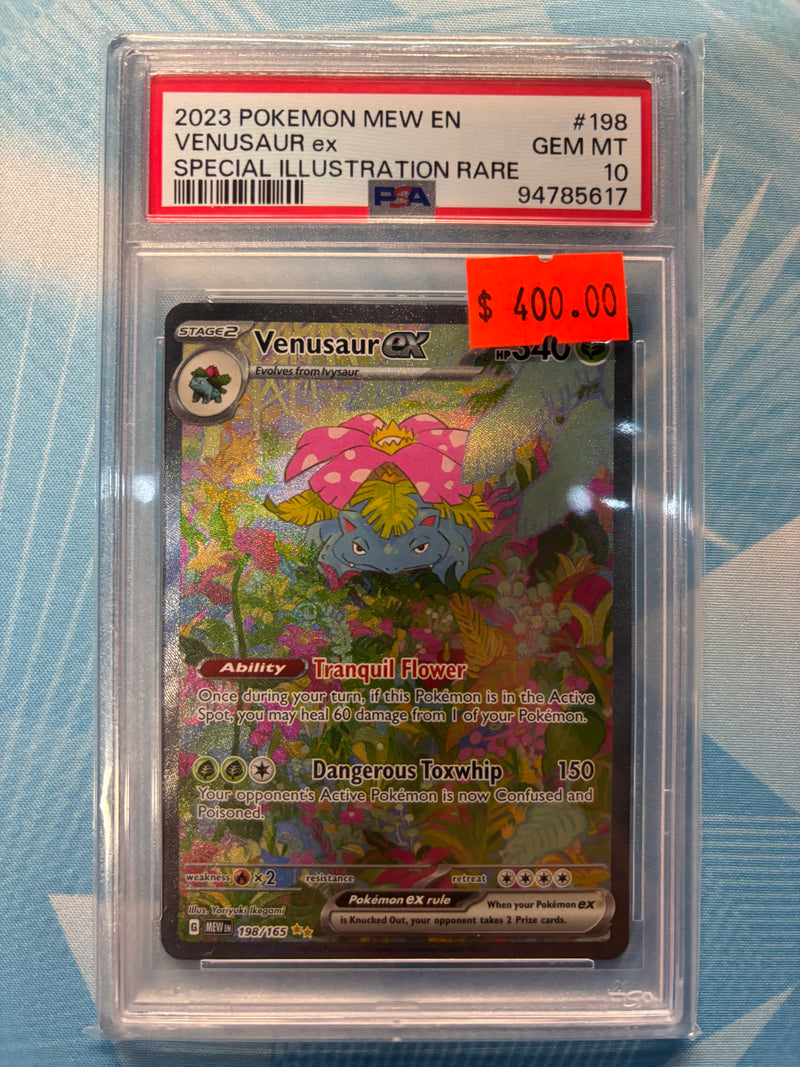 2023 POKEMON MEW EN #198
VENUSAUR ex GEM MT
SPECIAL ILLUSTRATION RARE 10
PSA 94785617
$ 400.00
STAGE2 Venusaur ex HP 340
Evolves from Ivysaur
Ability Tranquil Flower
Once during your turn, if this Pokémon is in the Active
Spot, you may heal 60 damage from 1 of your Pokémon.
Dangerous Toxwhip 150
Your opponent's Active Pokémon is now Confused and
Poisoned.
weakness ×2 resistance retreat
Pokémon ex rule When your Pokémon ex
is Knocked Out, your opponent takes 2 Prize cards.
Illus. Yoriyuki Ikegami
G MEW EN 198/165